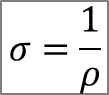 σ = 1/ρ